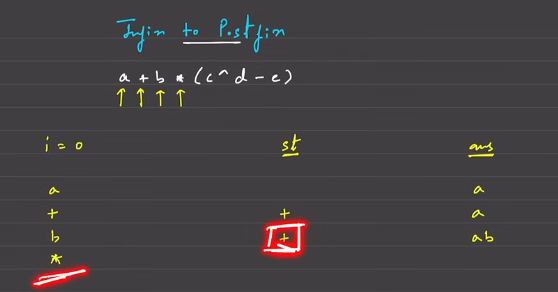 Infix to Postfix
a + b * (c ^ d - e)
i = 0 st ans
a a
+ + a
b + ab
*